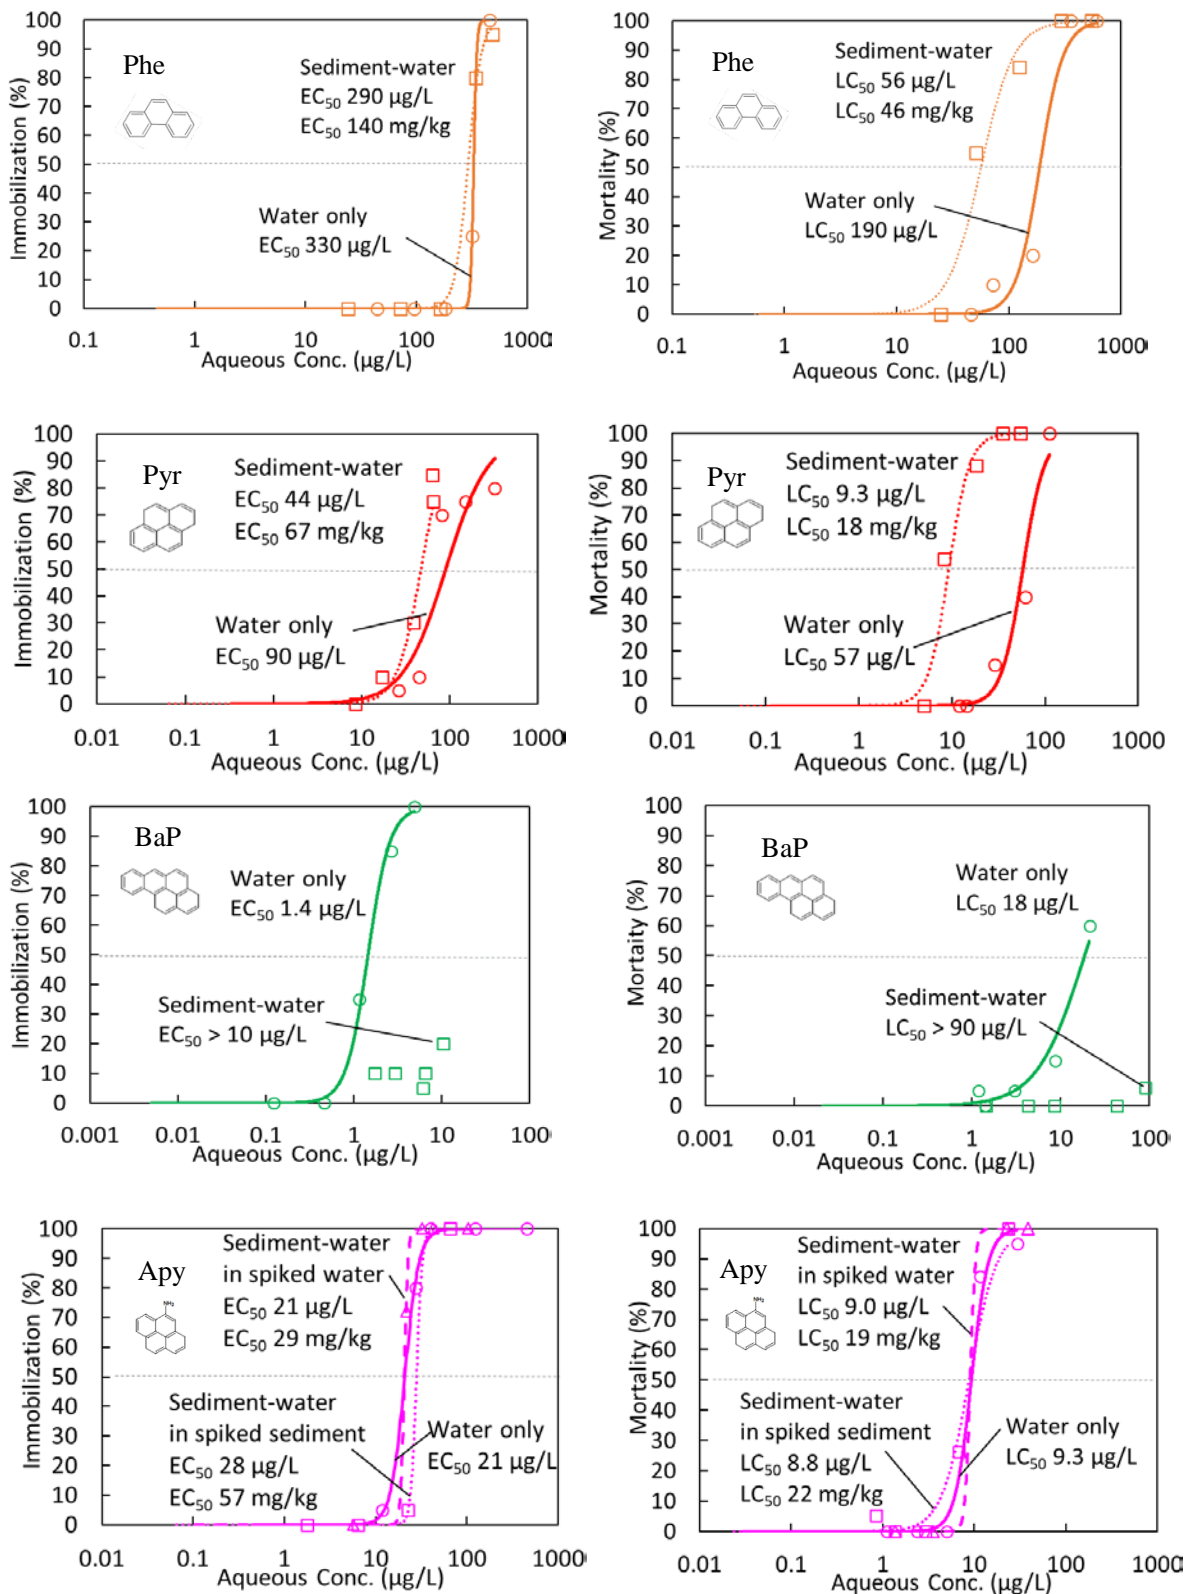 Immobilization (%)
100
90
80
70
60
50
40
30
20
10
0
Phe
Sediment-water
EC50 290 µg/L
EC50 140 mg/kg
Water only
EC50 330 µg/L
0.1
1
10
100
1000
Aqueous Conc. (µg/L)
Mortality (%)
100
90
80
70
60
50
40
30
20
10
0
Phe
Sediment-water
LC50 56 µg/L
LC50 46 mg/kg
Water only
LC50 190 µg/L
0.1
1
10
100
1000
Aqueous Conc. (µg/L)
Immobilization (%)
100
90
80
70
60
50
40
30
20
10
0
Pyr
Sediment-water
EC50 44 µg/L
EC50 67 mg/kg
Water only
EC50 90 µg/L
0.01
0.1
1
10
100
1000
Aqueous Conc. (µg/L)
Mortality (%)
100
90
80
70
60
50
40
30
20
10
0
Pyr
Sediment-water
LC50 9.3 µg/L
LC50 18 mg/kg
Water only
LC50 57 µg/L
0.01
0.1
1
10
100
1000
Aqueous Conc. (µg/L)
Immobilization (%)
100
90
80
70
60
50
40
30
20
10
0
BaP
Water only
EC50 1.4 µg/L
Sediment-water
EC50 > 10 µg/L
0.001
0.01
0.1
1
10
100
Aqueous Conc. (µg/L)
Mortaity (%)
100
90
80
70
60
50
40
30
20
10
0
BaP
Water only
LC50 18 µg/L
Sediment-water
LC50 > 90 µg/L
0.001
0.01
0.1
1
10
100
Aqueous Conc. (µg/L)
Immobilization (%)
100
90
80
70
60
50
40
30
20
10
0
Apy
NH₂
Sediment-water
in spiked water
EC50 21 µg/L
EC50 29 mg/kg
Sediment-water
in spiked sediment
EC50 28 µg/L
EC50 57 mg/kg
Water only
EC50 21 µg/L
0.01
0.1
1
10
100
1000
Aqueous Conc. (µg/L)
Mortality (%)
100
90
80
70
60
50
40
30
20
10
0
Apy
NH₂
Sediment-water
in spiked water
LC50 9.0 µg/L
LC50 19 mg/kg
Sediment-water
in spiked sediment
LC50 8.8 µg/L
LC50 22 mg/kg
Water only
LC50 9.3 µg/L
0.01
0.1
1
10
100
1000
Aqueous Conc. (µg/L)